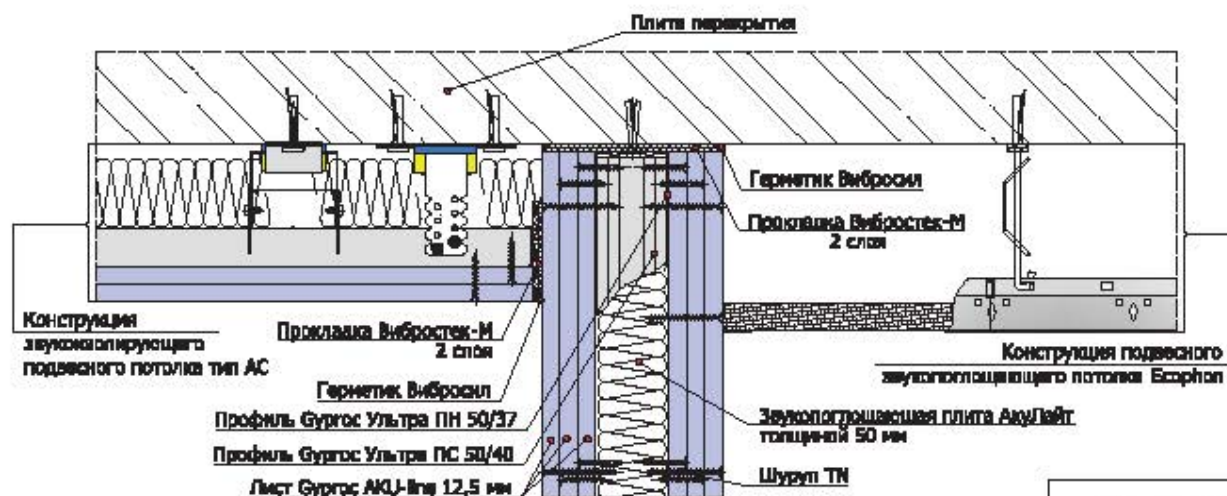 Плита перекрытия
Герметик Вибросил
Прокладка Вибростек-М
2 слоя
Конструкция
звукоизолирующего
подвесного потолка тип АС
Прокладка Вибростек-М
2 слоя
Герметик Вибросил
Профиль Gyproc Ультра ПН 50/37
Профиль Gyproc Ультра ПС 50/40
Лист Gyproc AKU-line 12,5 мм
Конструкция подвесного
звукопоглощающего потолка Ecophon
Звукопоглощающая плита АкуЛайт
толщиной 50 мм
Шуруп TN